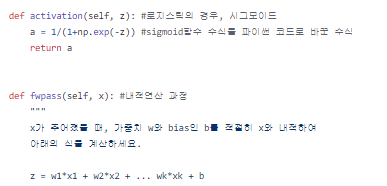 def activation(self, z): #로지스틱의 경우, 시그모이드
a = 1/(1+np.exp(-z)) #sigmoid함수 수식을 파이썬 코드로 바꾼 수식
return a
def fwpass(self, x): #내적연산 과정
"""
x가 주어졌을 때, 가중치 w와 bias인 b를 적절히 x와 내적하여
아래의 식을 계산하세요.
z = w1*x1 + w2*x2 + ... wk*xk + b